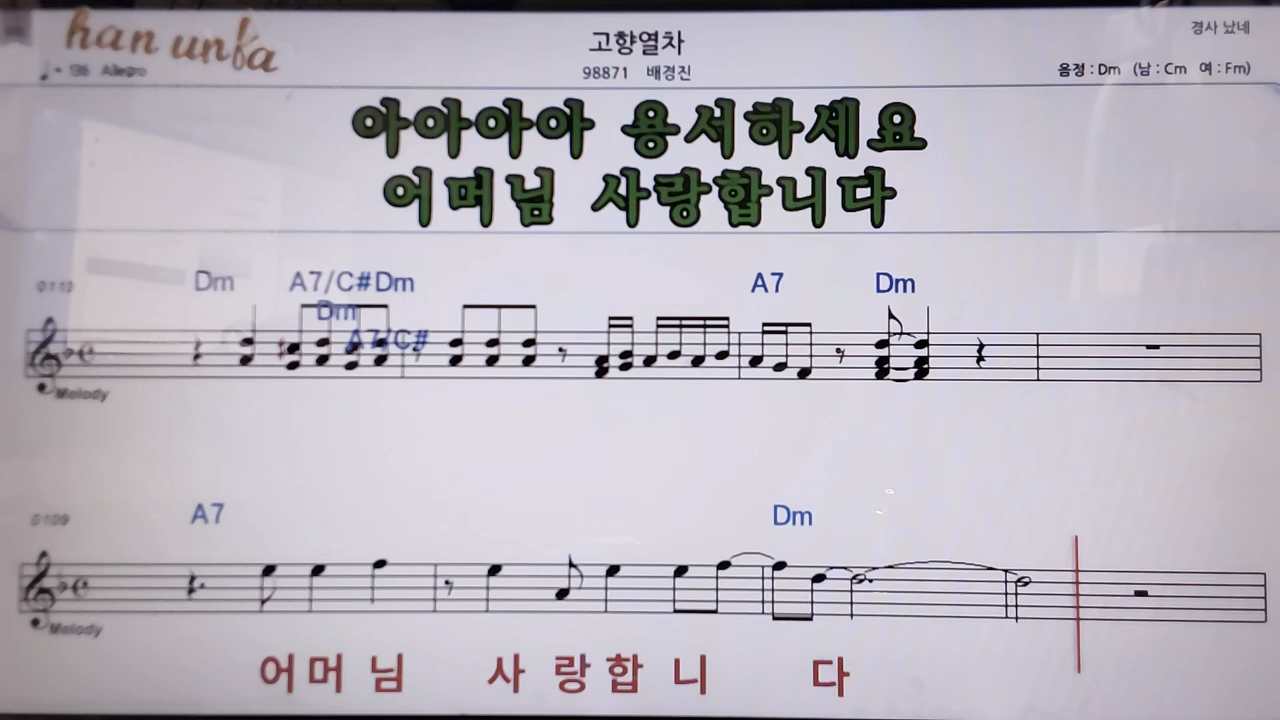 han unfa
고향열차
경사 났네
♩= 136 Allegro
98871 배경진
음정 : Dm (남 : Cm 여 : Fm)
아아아아 용서하세요
어머님 사랑합니다
0113
Dm A7/C# Dm A7 Dm
Dm
A7/C#
Melody
0109
A7 Dm
Melody
어머님 사랑합니 다